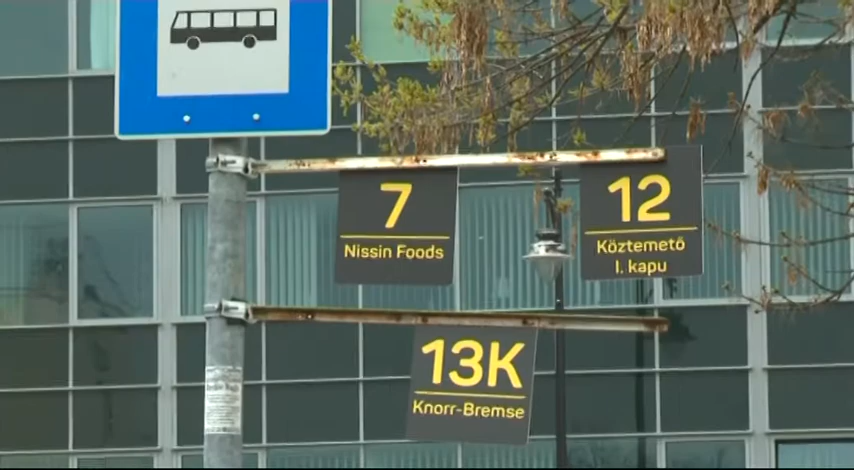 7
Nissin Foods
12
Köztemető
I. kapu
13K
Knorr-Bremse